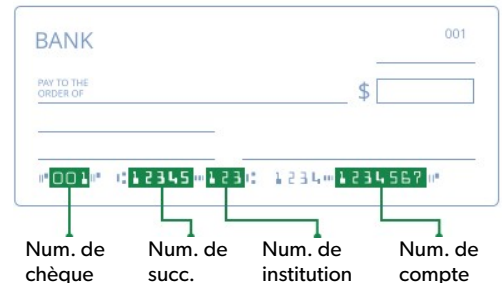 BANK
001
PAY TO THE
ORDER OF
$
⑈001⑈ ⑆12345⑉123⑆ 1234⑉1234567⑈
Num. de chèque
Num. de succ.
Num. de institution
Num. de compte